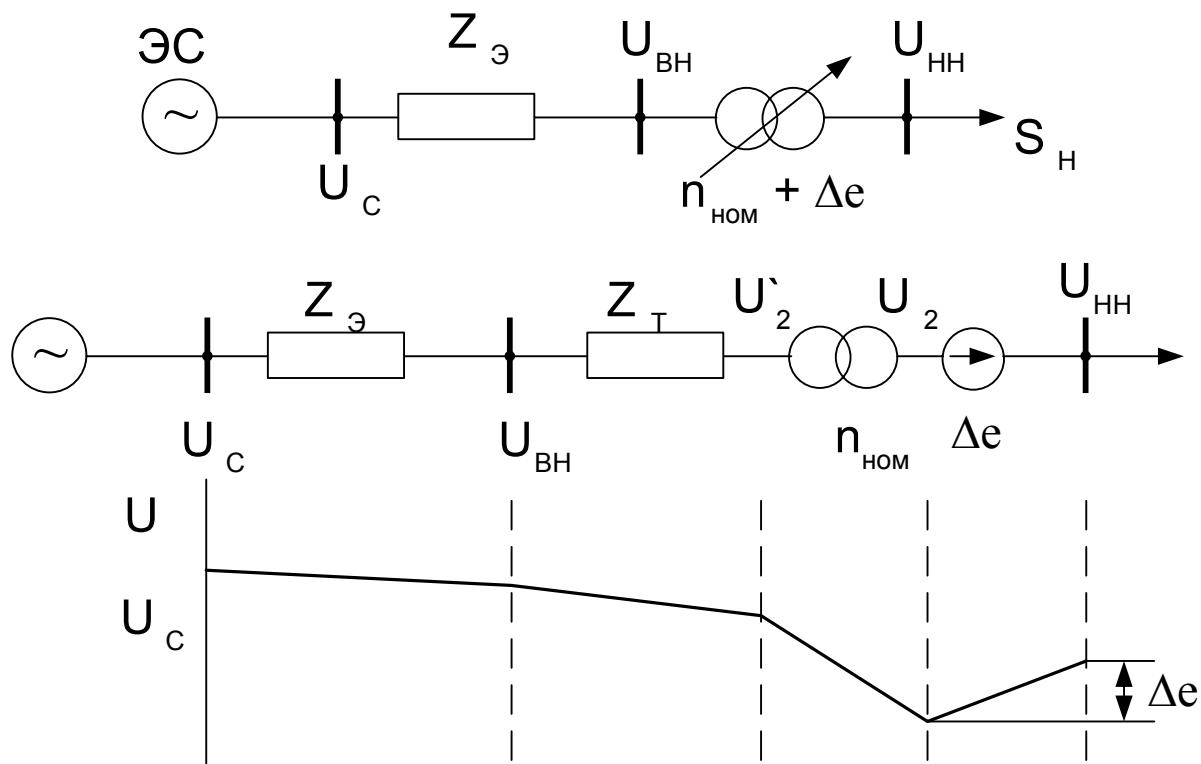 ЭС Z Э U ВН U НН
U С n ном + Δe S Н
Z Э Z Т U` 2 U 2 U НН
U С U ВН n ном Δe
U
U С
Δe